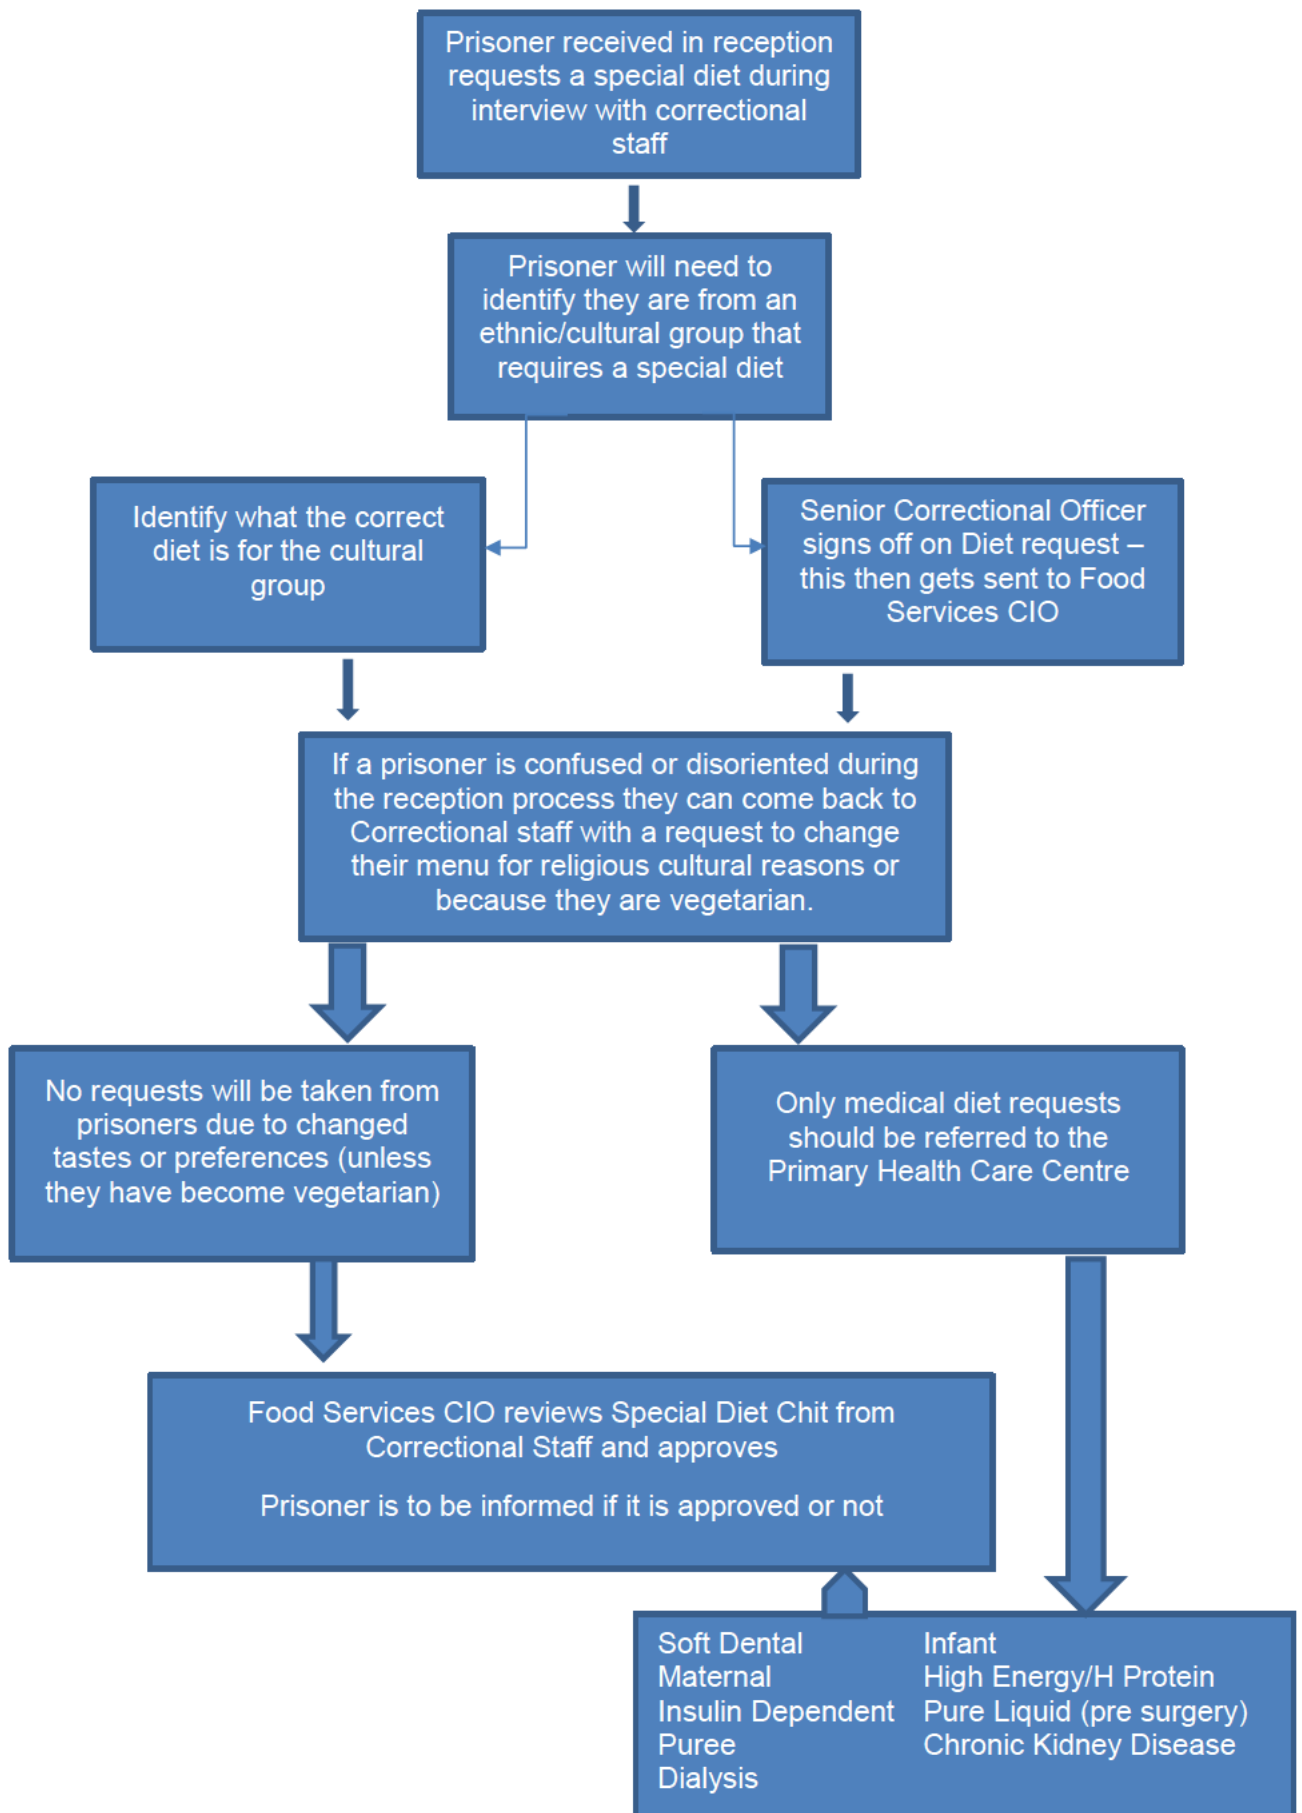 Prisoner received in reception
requests a special diet during
interview with correctional
staff
Prisoner will need to
identify they are from an
ethnic/cultural group that
requires a special diet
Identify what the correct
diet is for the cultural
group
Senior Correctional Officer
signs off on Diet request –
this then gets sent to Food
Services CIO
If a prisoner is confused or disoriented during
the reception process they can come back to
Correctional staff with a request to change
their menu for religious cultural reasons or
because they are vegetarian.
No requests will be taken from
prisoners due to changed
tastes or preferences (unless
they have become vegetarian)
Only medical diet requests
should be referred to the
Primary Health Care Centre
Food Services CIO reviews Special Diet Chit from
Correctional Staff and approves
Prisoner is to be informed if it is approved or not
Soft Dental
Maternal
Insulin Dependent
Puree
Dialysis
Infant
High Energy/H Protein
Pure Liquid (pre surgery)
Chronic Kidney Disease